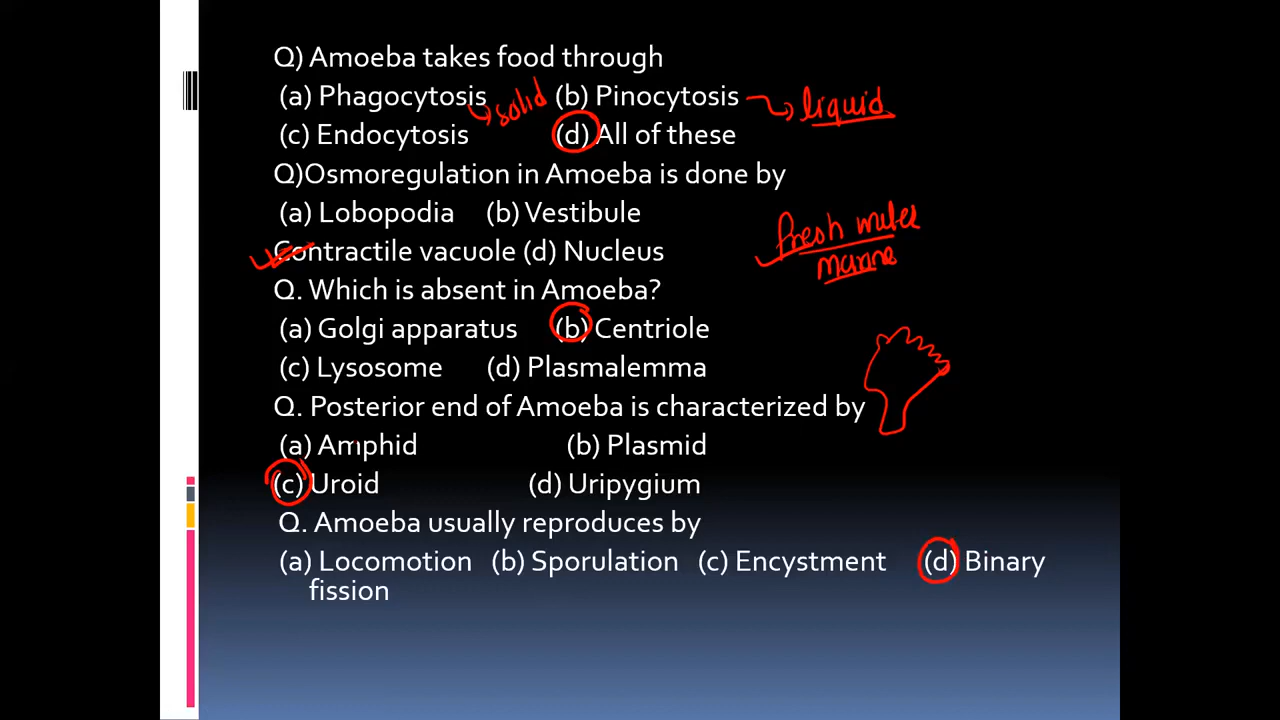 Q) Amoeba takes food through
(a) Phagocytosis solid (b) Pinocytosis liquid
(c) Endocytosis (d) All of these
Q)Osmoregulation in Amoeba is done by
(a) Lobopodia (b) Vestibule
Contractile vacuole (d) Nucleus
fresh water
marine
Q. Which is absent in Amoeba?
(a) Golgi apparatus (b) Centriole
(c) Lysosome (d) Plasmalemma
Q. Posterior end of Amoeba is characterized by
(a) Amphid (b) Plasmid
(c) Uroid (d) Uripygium
Q. Amoeba usually reproduces by
(a) Locomotion (b) Sporulation (c) Encystment (d) Binary
fission